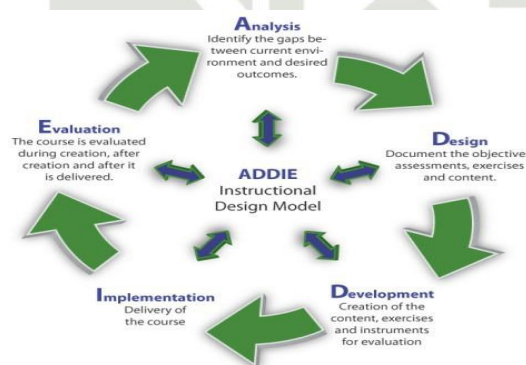 Analysis
Identify the gaps be-
tween current envi-
ronment and desired
outcomes.
Evaluation
The course is evaluated
during creation, after
creation and after it
is delivered.
ADDIE
Instructional
Design Model
Design
Document the objective
assessments, exercises
and content.
Implementation
Delivery of
the course
Development
Creation of the
content, exercises
and instruments
for evaluation